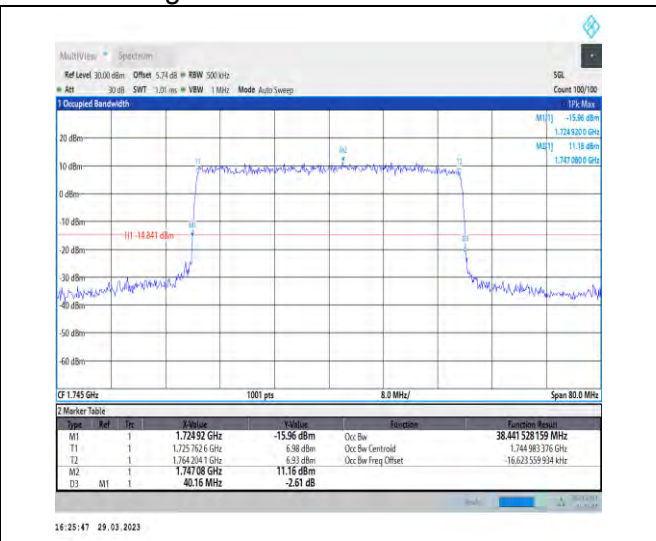 MultiView Spectrum
Ref Level 30.00 dBm Offset 5.74 dB RBW 500 kHz SGL
Att 30 dB SWT 1.01 ms VBW 1 MHz Mode Auto Sweep Count 100/100
1 Occupied Bandwidth 1Pk Max
M1[1] -15.96 dBm
1.724 920 0 GHz
20 dBm
M2[1] 11.18 dBm
1.747 080 0 GHz
M2
T1 T2
10 dBm
0 dBm
-10 dBm
M1
H1 -14.841 dBm
D3
-20 dBm
-30 dBm
-40 dBm
-50 dBm
-60 dBm
CF 1.745 GHz 1001 pts 8.0 MHz/ Span 80.0 MHz
2 Marker Table
Type Ref Trc X-Value Y-Value Function Function Result
M1 1 1.72492 GHz -15.96 dBm Occ Bw 38.441 528 159 MHz
T1 1 1.725 762 6 GHz 6.98 dBm Occ Bw Centroid 1.744 983 376 GHz
T2 1 1.764 204 1 GHz 6.93 dBm Occ Bw Freq Offset -16.623 559 934 kHz
M2 1 1.74708 GHz 11.16 dBm
D3 M1 1 40.16 MHz -2.61 dB
16:25:47 29.03.2023